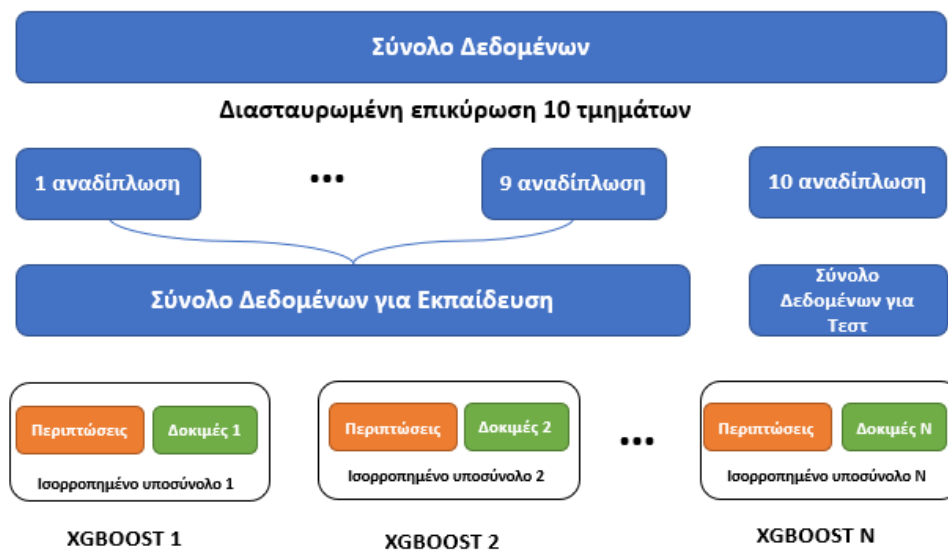 Σύνολο Δεδομένων
Διασταυρωμένη επικύρωση 10 τμημάτων
1 αναδίπλωση
...
9 αναδίπλωση
10 αναδίπλωση
Σύνολο Δεδομένων για Εκπαίδευση
Σύνολο
Δεδομένων για
Τεστ
Περιπτώσεις
Δοκιμές 1
Ισορροπημένο υποσύνολο 1
Περιπτώσεις
Δοκιμές 2
Ισορροπημένο υποσύνολο 2
...
Περιπτώσεις
Δοκιμές Ν
Ισορροπημένο υποσύνολο Ν
XGBOOST 1
XGBOOST 2
XGBOOST N